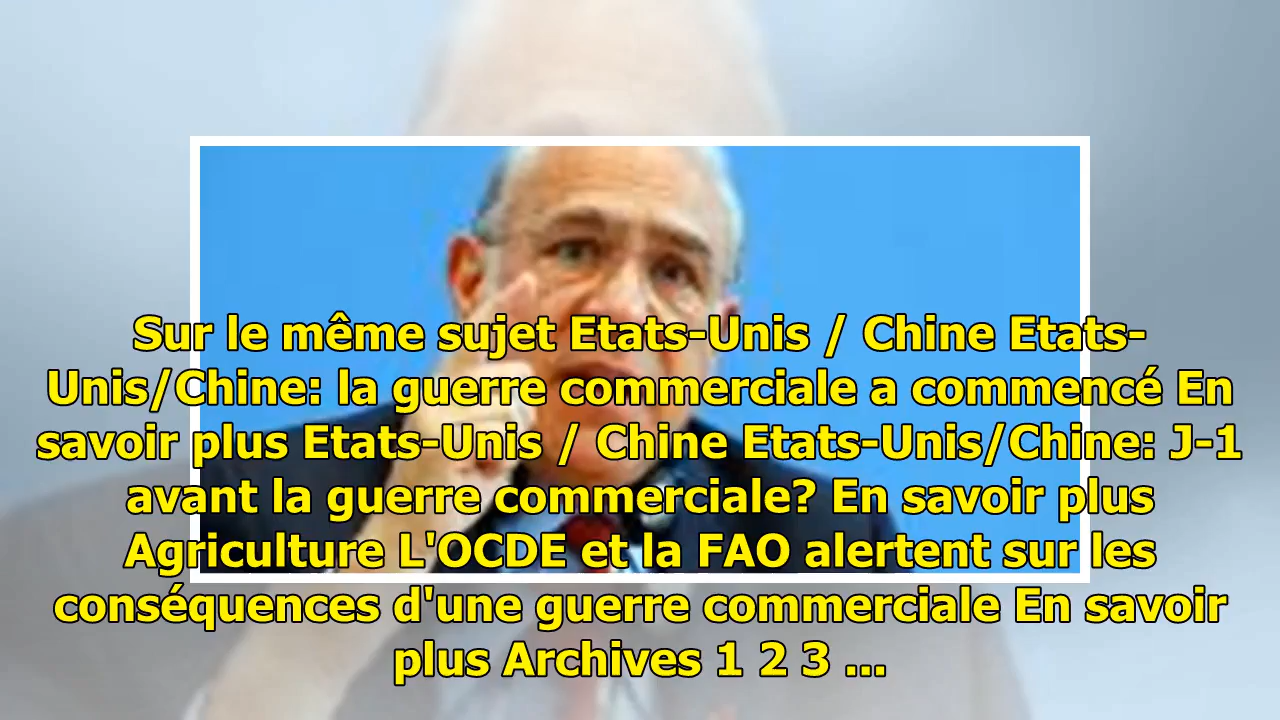 Sur le même sujet Etats-Unis / Chine Etats-
Unis/Chine: la guerre commerciale a commencé En
savoir plus Etats-Unis / Chine Etats-Unis/Chine: J-1
avant la guerre commerciale? En savoir plus
Agriculture L'OCDE et la FAO alertent sur les
conséquences d'une guerre commerciale En savoir
plus Archives 1 2 3 ...